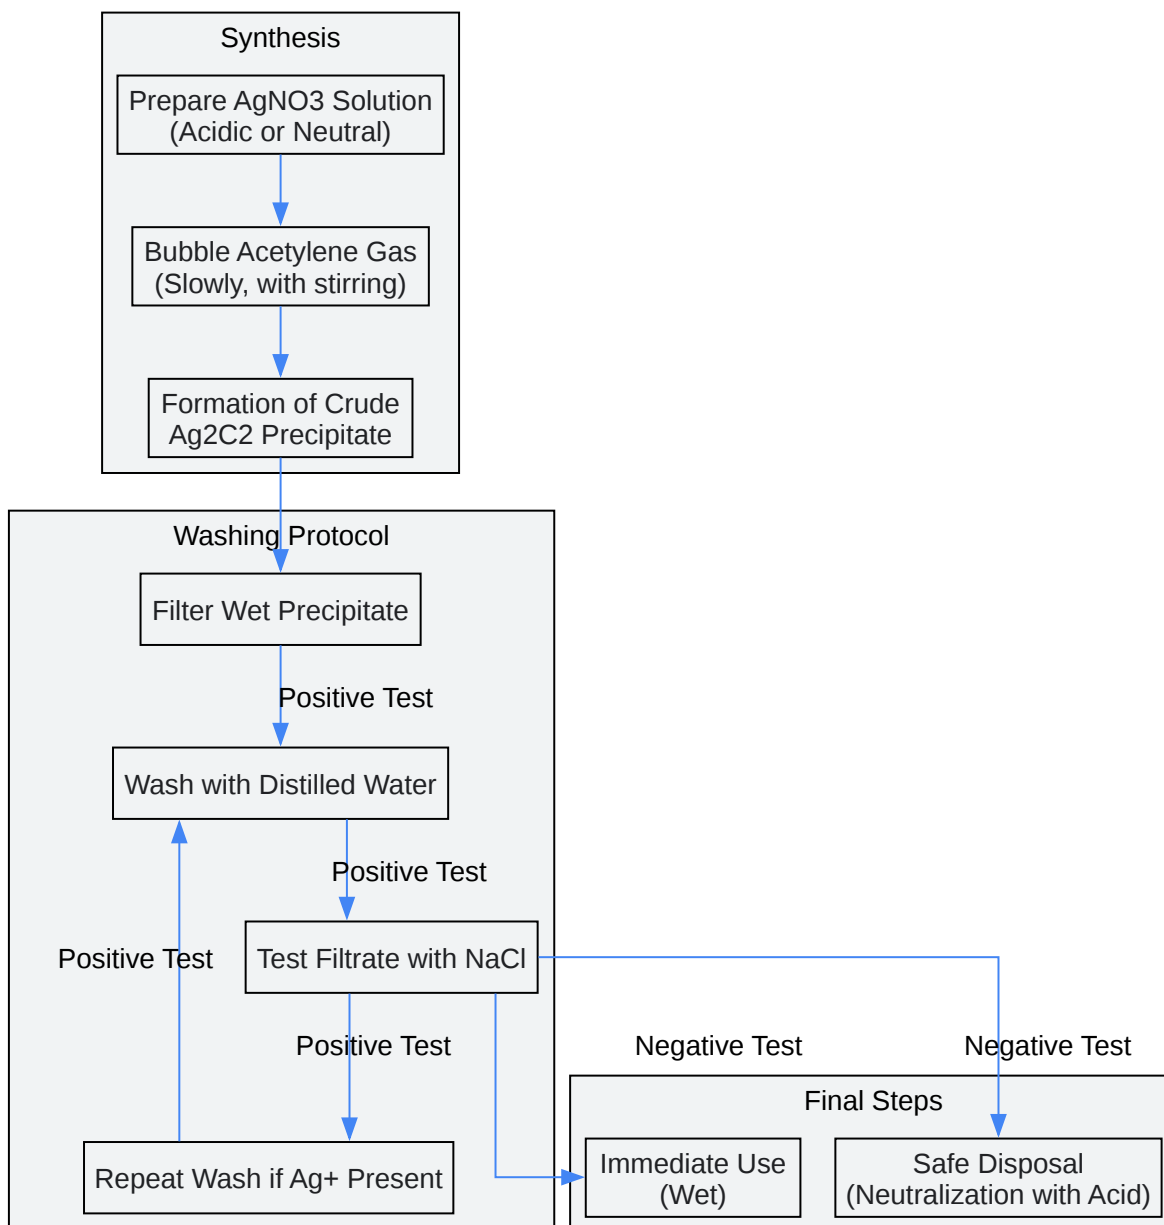 Synthesis
Prepare AgNO3 Solution
(Acidic or Neutral)
Bubble Acetylene Gas
(Slowly, with stirring)
Formation of Crude
Ag2C2 Precipitate
Washing Protocol
Filter Wet Precipitate
Positive Test
Wash with Distilled Water
Positive Test
Positive Test
Test Filtrate with NaCl
Positive Test
Negative Test
Negative Test
Repeat Wash if Ag+ Present
Final Steps
Immediate Use
(Wet)
Safe Disposal
(Neutralization with Acid)